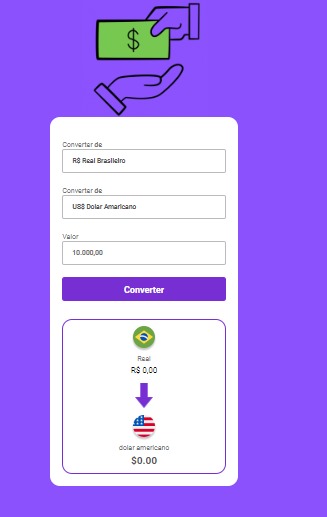 $
Converter de
R$ Real Brasileiro
Converter de
US$ Dolar Amaricano
Valor
10.000,00
Converter
Real
R$ 0,00
dolar americano
$0.00